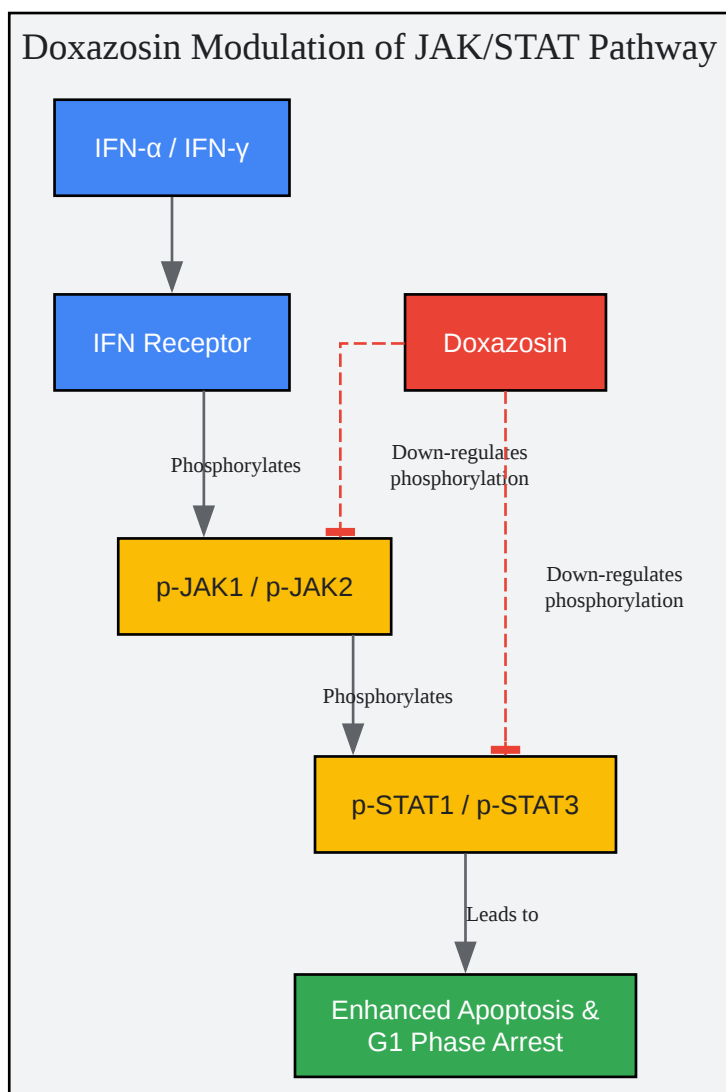 Doxazosin Modulation of JAK/STAT Pathway
IFN-α / IFN-γ
IFN Receptor
Doxazosin
Phosphorylates
Down-regulates
phosphorylation
p-JAK1 / p-JAK2
Down-regulates
phosphorylation
Phosphorylates
p-STAT1 / p-STAT3
Leads to
Enhanced Apoptosis &
G1 Phase Arrest